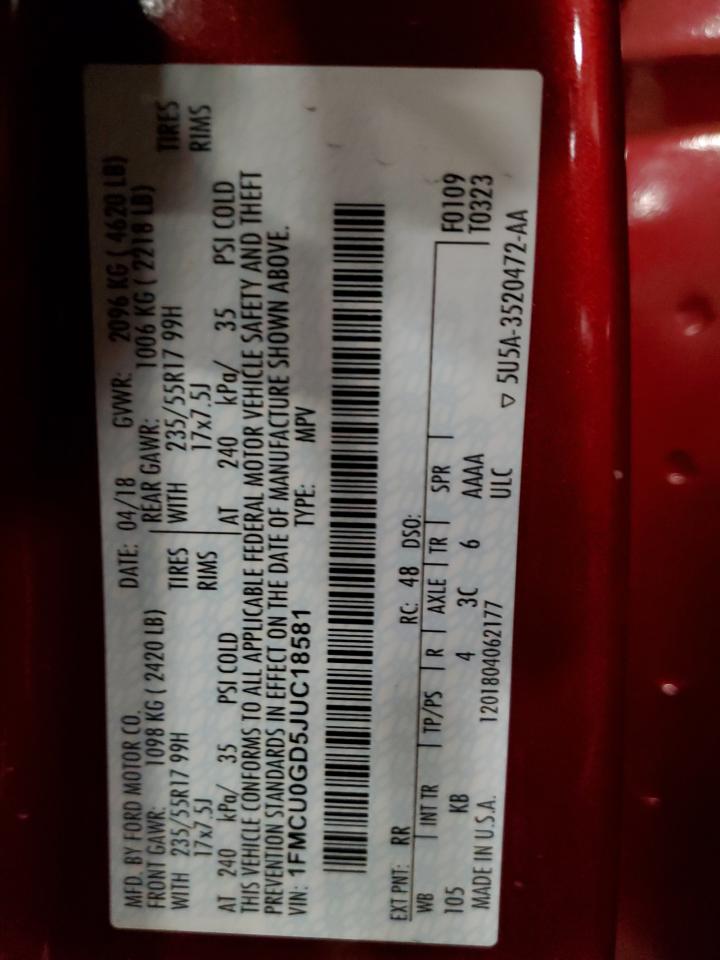 MFD. BY FORD MOTOR CO. DATE: 04/18 GVWR: 2096 KG ( 4620 LB)
FRONT GAWR: 1098 KG ( 2420 LB) REAR GAWR: 1006 KG ( 2218 LB)
WITH 235/55R17 99H TIRES WITH 235/55R17 99H TIRES
17x7.5J RIMS 17x7.5J RIMS
AT 240 kPa/ 35 PSI COLD AT 240 kPa/ 35 PSI COLD
THIS VEHICLE CONFORMS TO ALL APPLICABLE FEDERAL MOTOR VEHICLE SAFETY AND THEFT
PREVENTION STANDARDS IN EFFECT ON THE DATE OF MANUFACTURE SHOWN ABOVE.
VIN: 1FMCU0GD5JUC18581 TYPE: MPV
EXT PNT: RR RC: 48 DSO: F0109
WB INT TR TP/PS R AXLE TR SPR T0323
105 KB 4 3C 6 AAAA
MADE IN U.S.A. 1201804062177 ULC ▽ 5U5A-3520472-AA